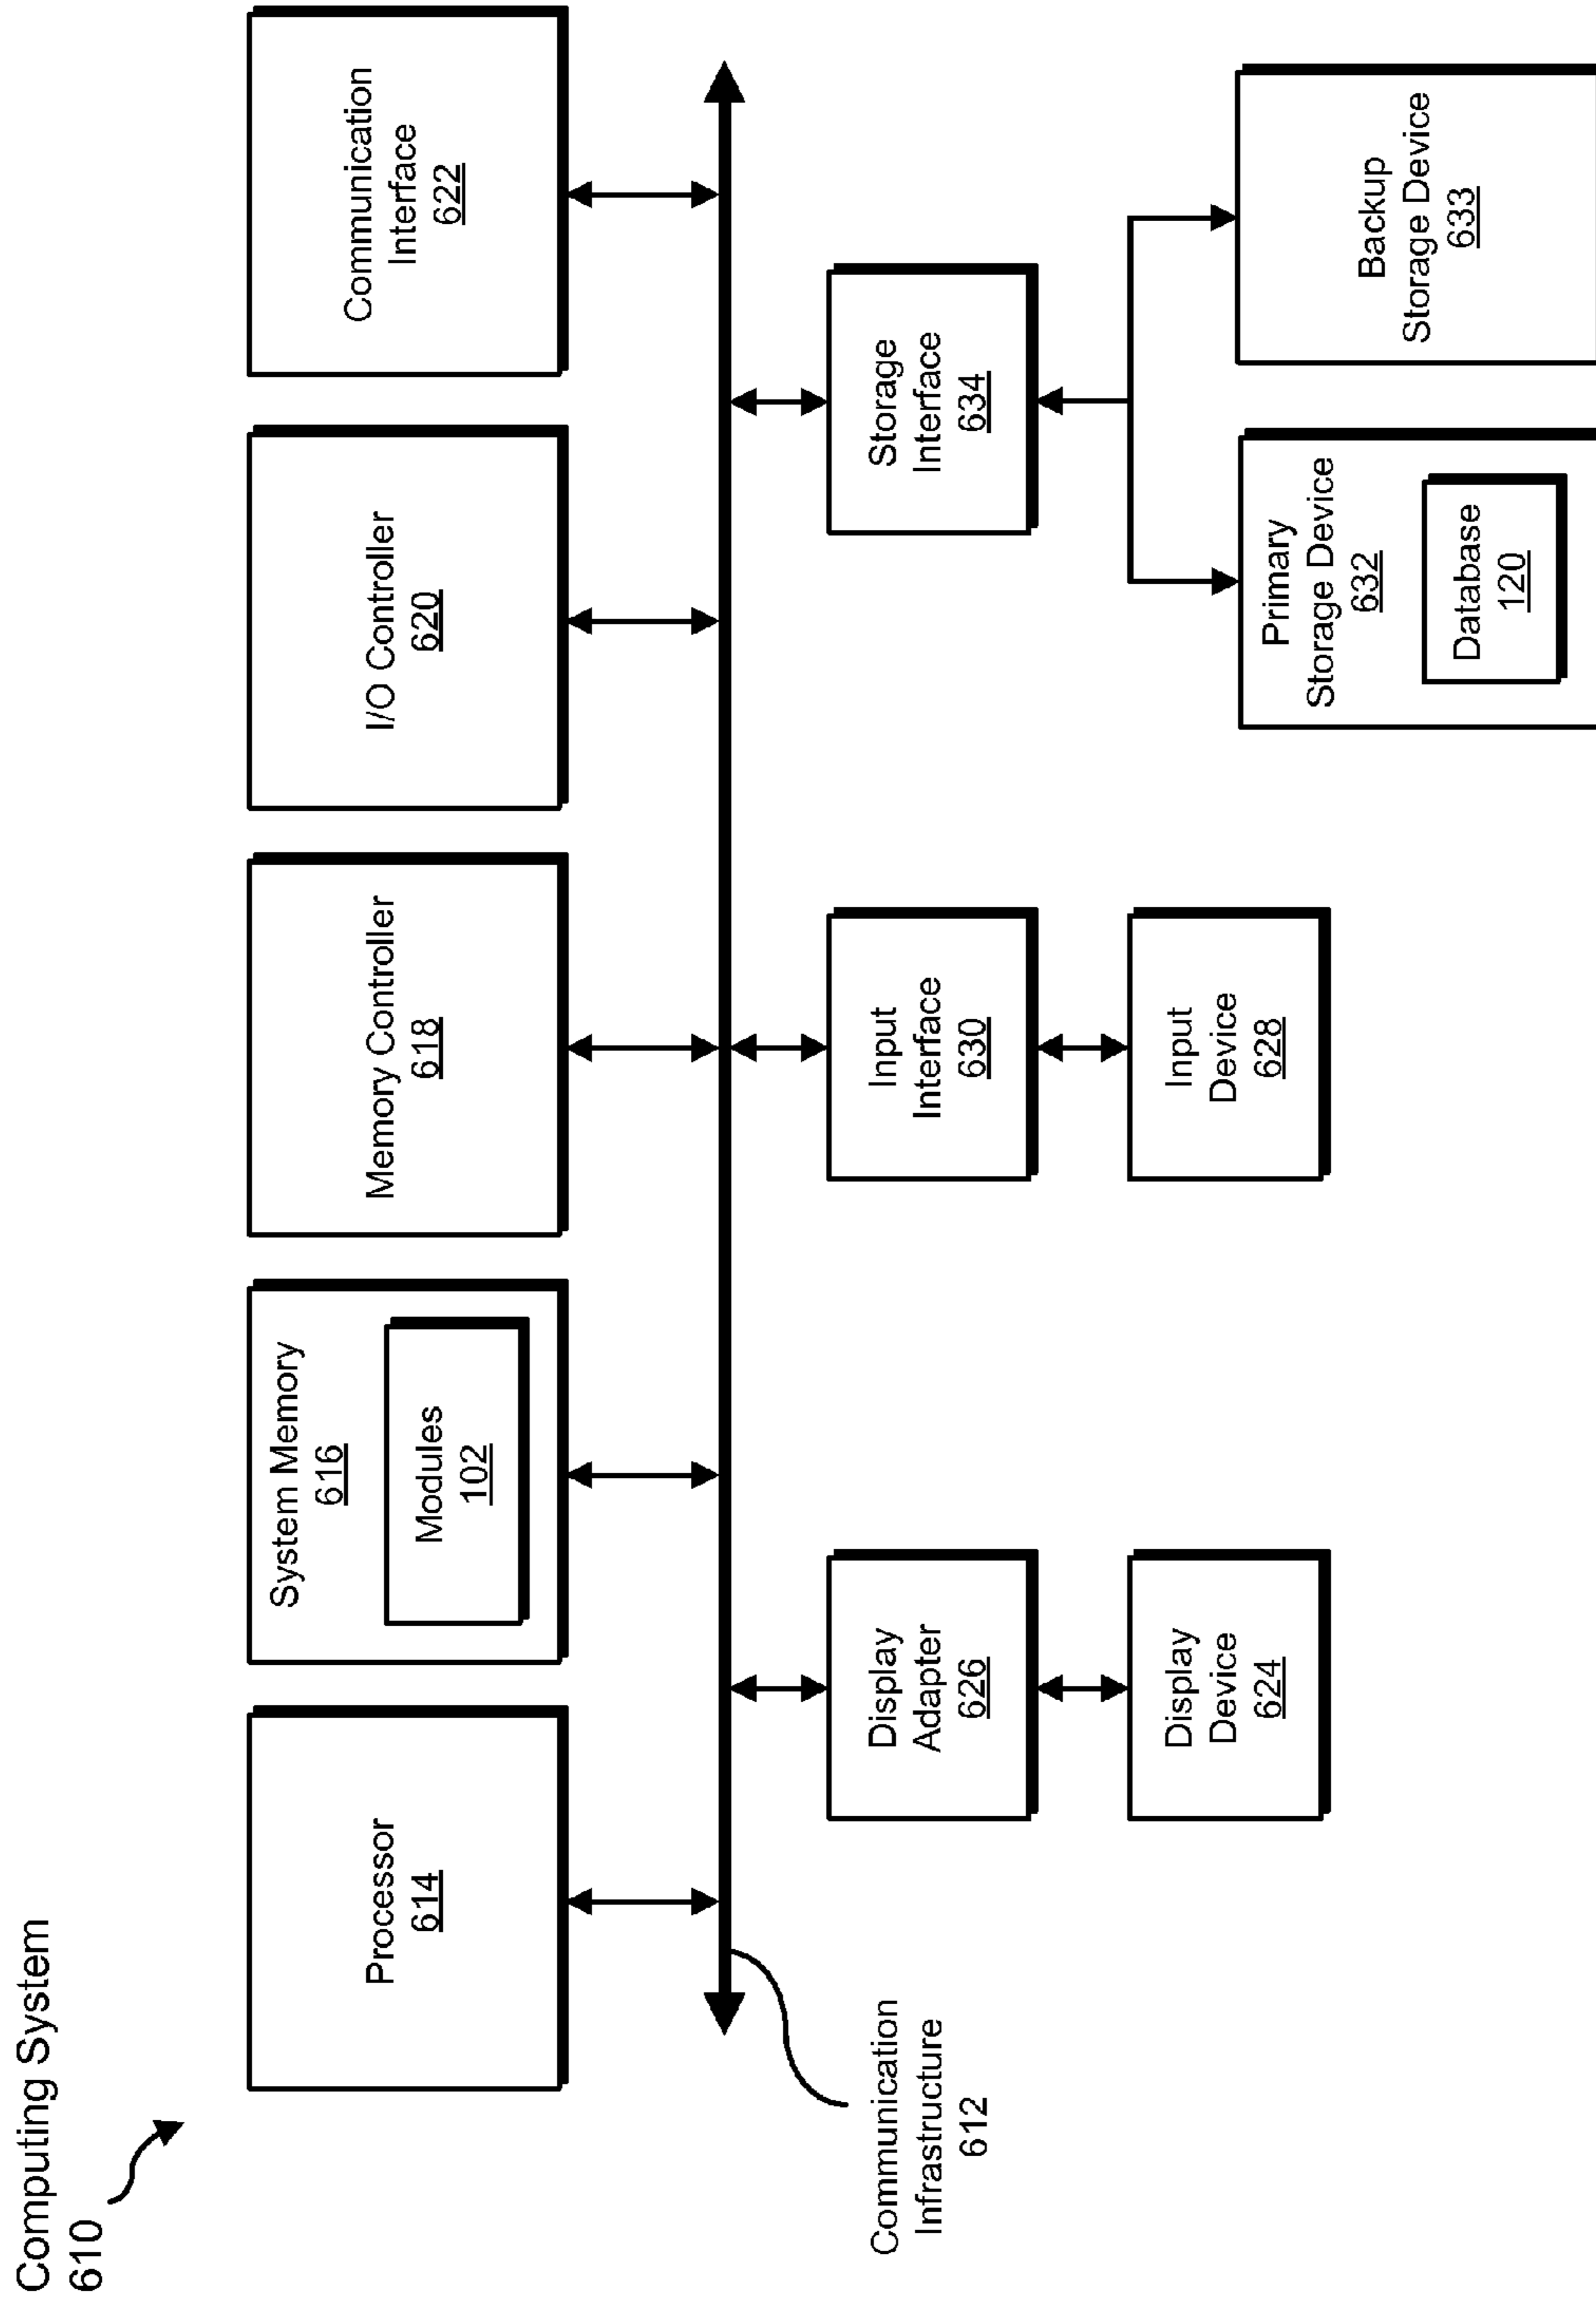 Computing System
610
Processor
614
System Memory
616
Modules
102
Memory Controller
618
I/O Controller
620
Communication
Interface
622
Communication
Infrastructure
612
Display
Adapter
626
Input
Interface
630
Storage
Interface
634
Display
Device
624
Input
Device
628
Primary
Storage Device
632
Database
120
Backup
Storage Device
633